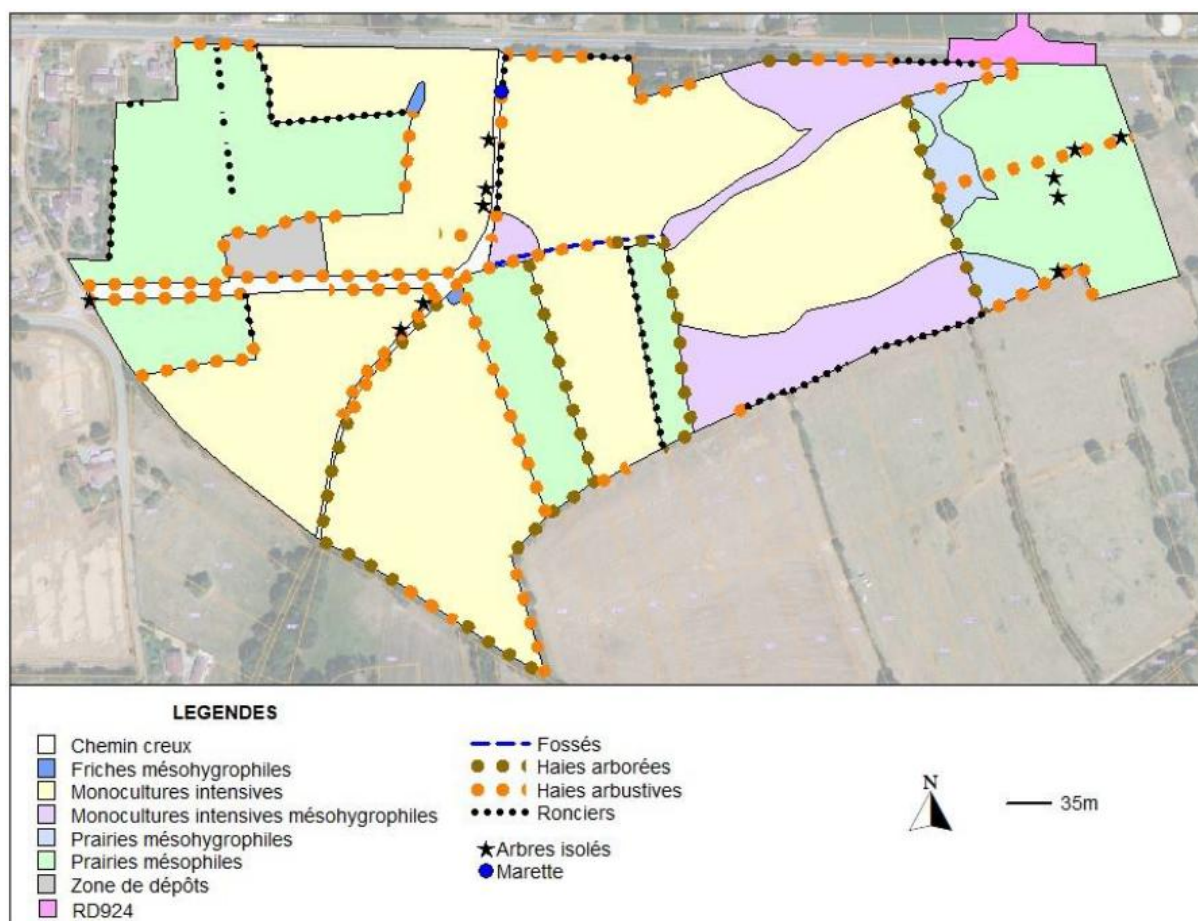 LEGENDES
Chemin creux
Friches mésohygrophiles
Monocultures intensives
Monocultures intensives mésohygrophiles
Prairies mésohygrophiles
Prairies mésophiles
Zone de dépôts
RD924
Fossés
Haies arborées
Haies arbustives
Ronciers
Arbres isolés
Marette
N
35m